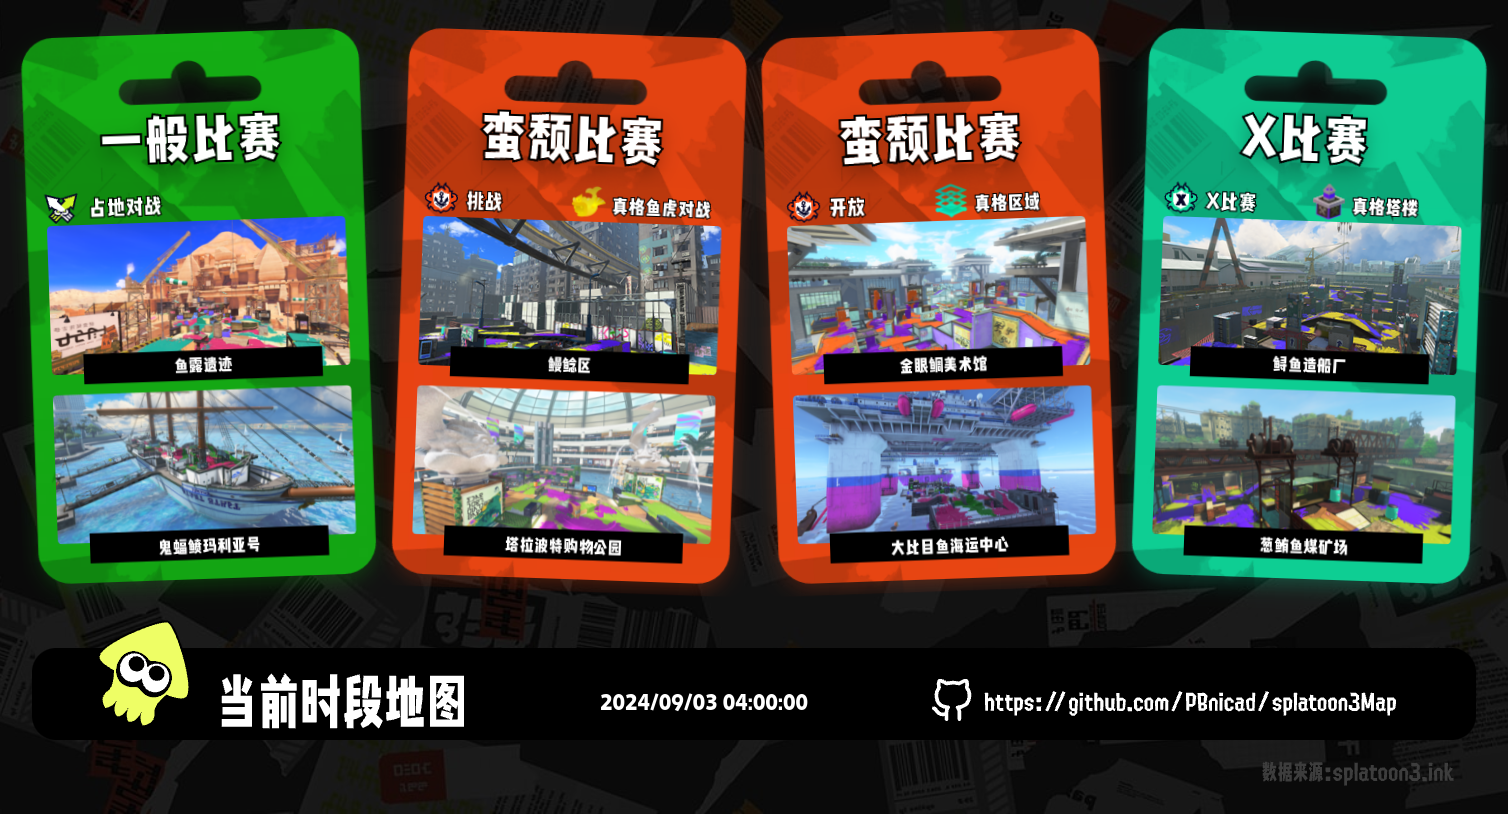 一般比赛
占地对战
鱼露遗迹
鬼蝠鲼玛利亚号
蛮颓比赛
挑战
真格鱼虎对战
鳗鲶区
塔拉波特购物公园
蛮颓比赛
开放
真格区域
金眼鲷美术馆
大比目鱼海运中心
X比赛
X比赛
真格塔楼
鲟鱼造船厂
葱鲔鱼煤矿场
当前时段地图
2024/09/03 04:00:00
https://github.com/PBnicad/splatoon3Map
数据来源:splatoon3.ink